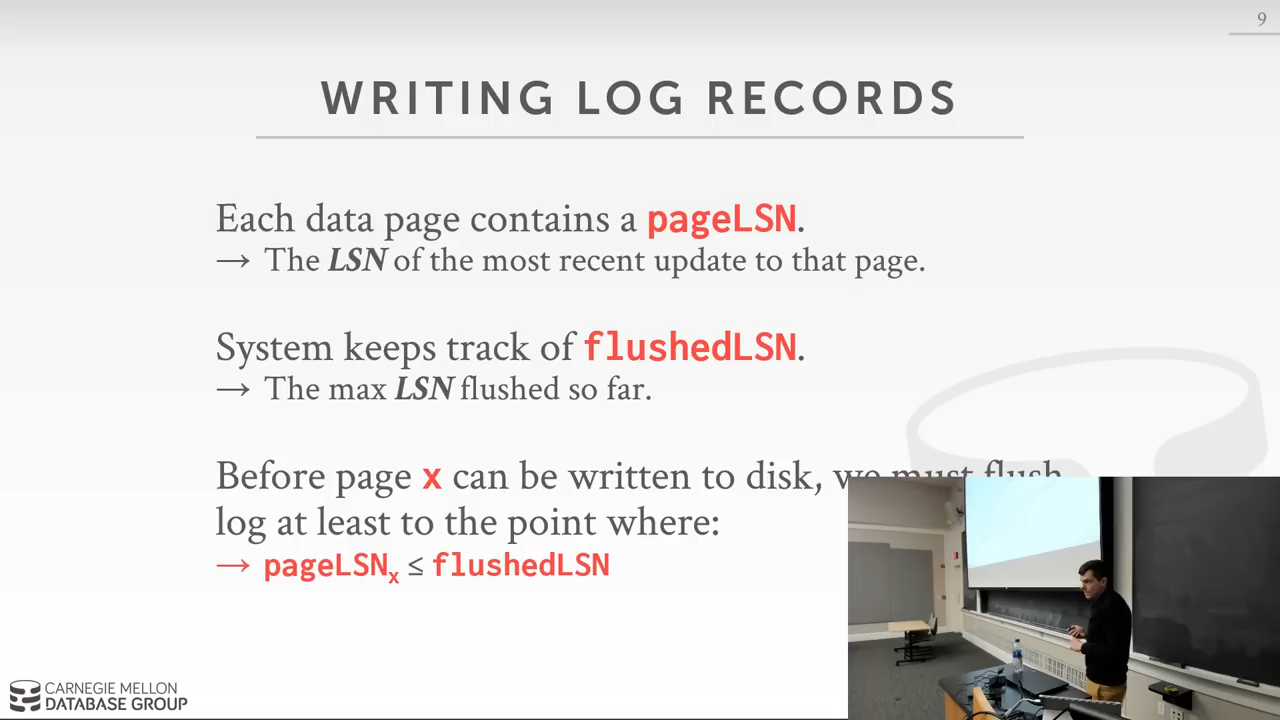 9
WRITING LOG RECORDS
Each data page contains a pageLSN.
→ The LSN of the most recent update to that page.
System keeps track of flushedLSN.
→ The max LSN flushed so far.
Before page x can be written to disk, we must flush
log at least to the point where:
→ pageLSNx ≤ flushedLSN
CARNEGIE MELLON
DATABASE GROUP